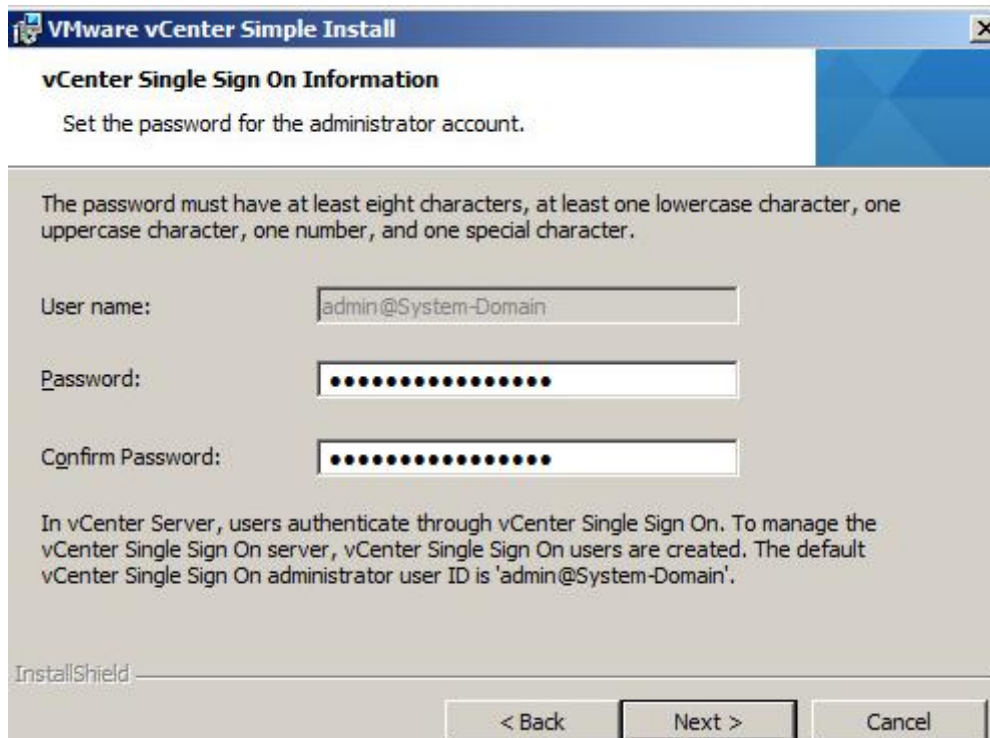 VMware vCenter Simple Install
vCenter Single Sign On Information
Set the password for the administrator account.
The password must have at least eight characters, at least one lowercase character, one
uppercase character, one number, and one special character.
User name:
admin@System-Domain
Password:
●●●●●●●●●●●●●●●●
Confirm Password:
●●●●●●●●●●●●●●●●
In vCenter Server, users authenticate through vCenter Single Sign On. To manage the
vCenter Single Sign On server, vCenter Single Sign On users are created. The default
vCenter Single Sign On administrator user ID is 'admin@System-Domain'.
InstallShield
< Back
Next >
Cancel